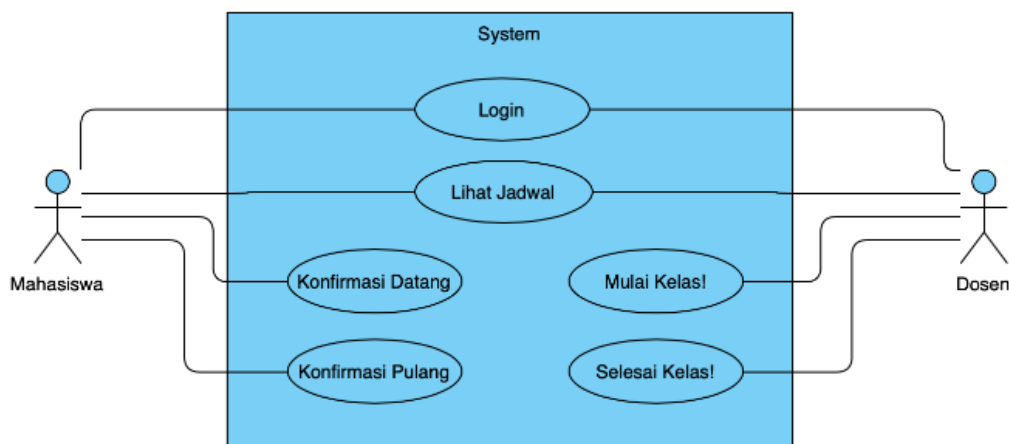 System
Login
Lihat Jadwal
Mahasiswa
Konfirmasi Datang
Mulai Kelas!
Dosen
Konfirmasi Pulang
Selesai Kelas!